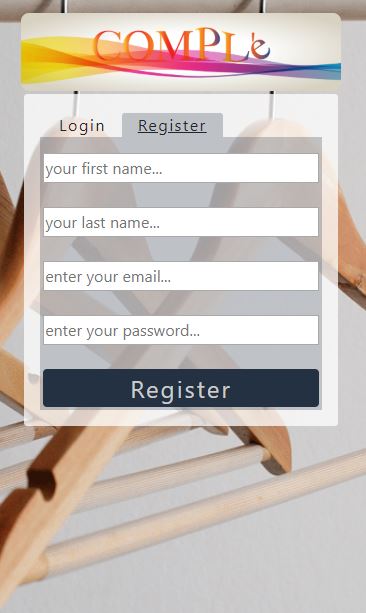 COMPLe
Login Register
your first name...
your last name...
enter your email...
enter your password...
Register